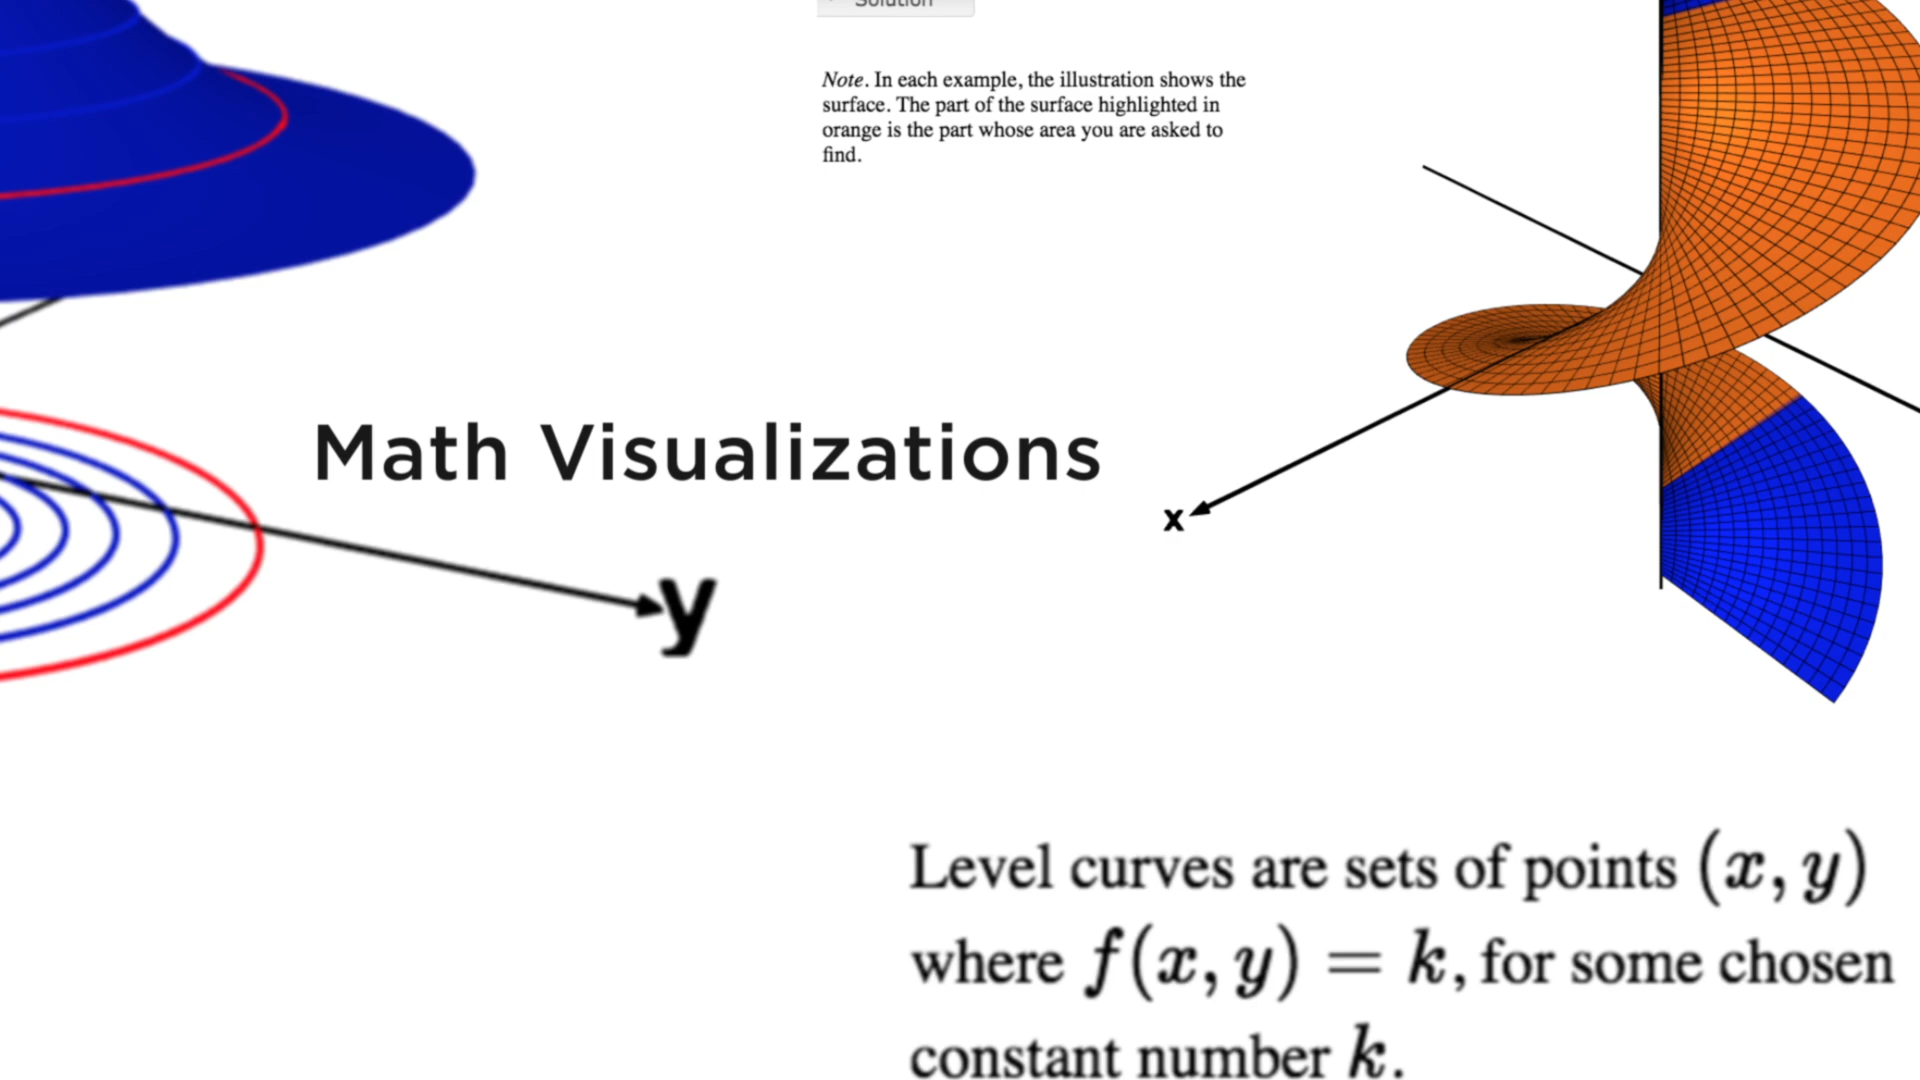 Solution
Note. In each example, the illustration shows the
surface. The part of the surface highlighted in
orange is the part whose area you are asked to
find.
Math Visualizations
x
y
Level curves are sets of points (x, y)
where f(x, y) = k, for some chosen
constant number k.